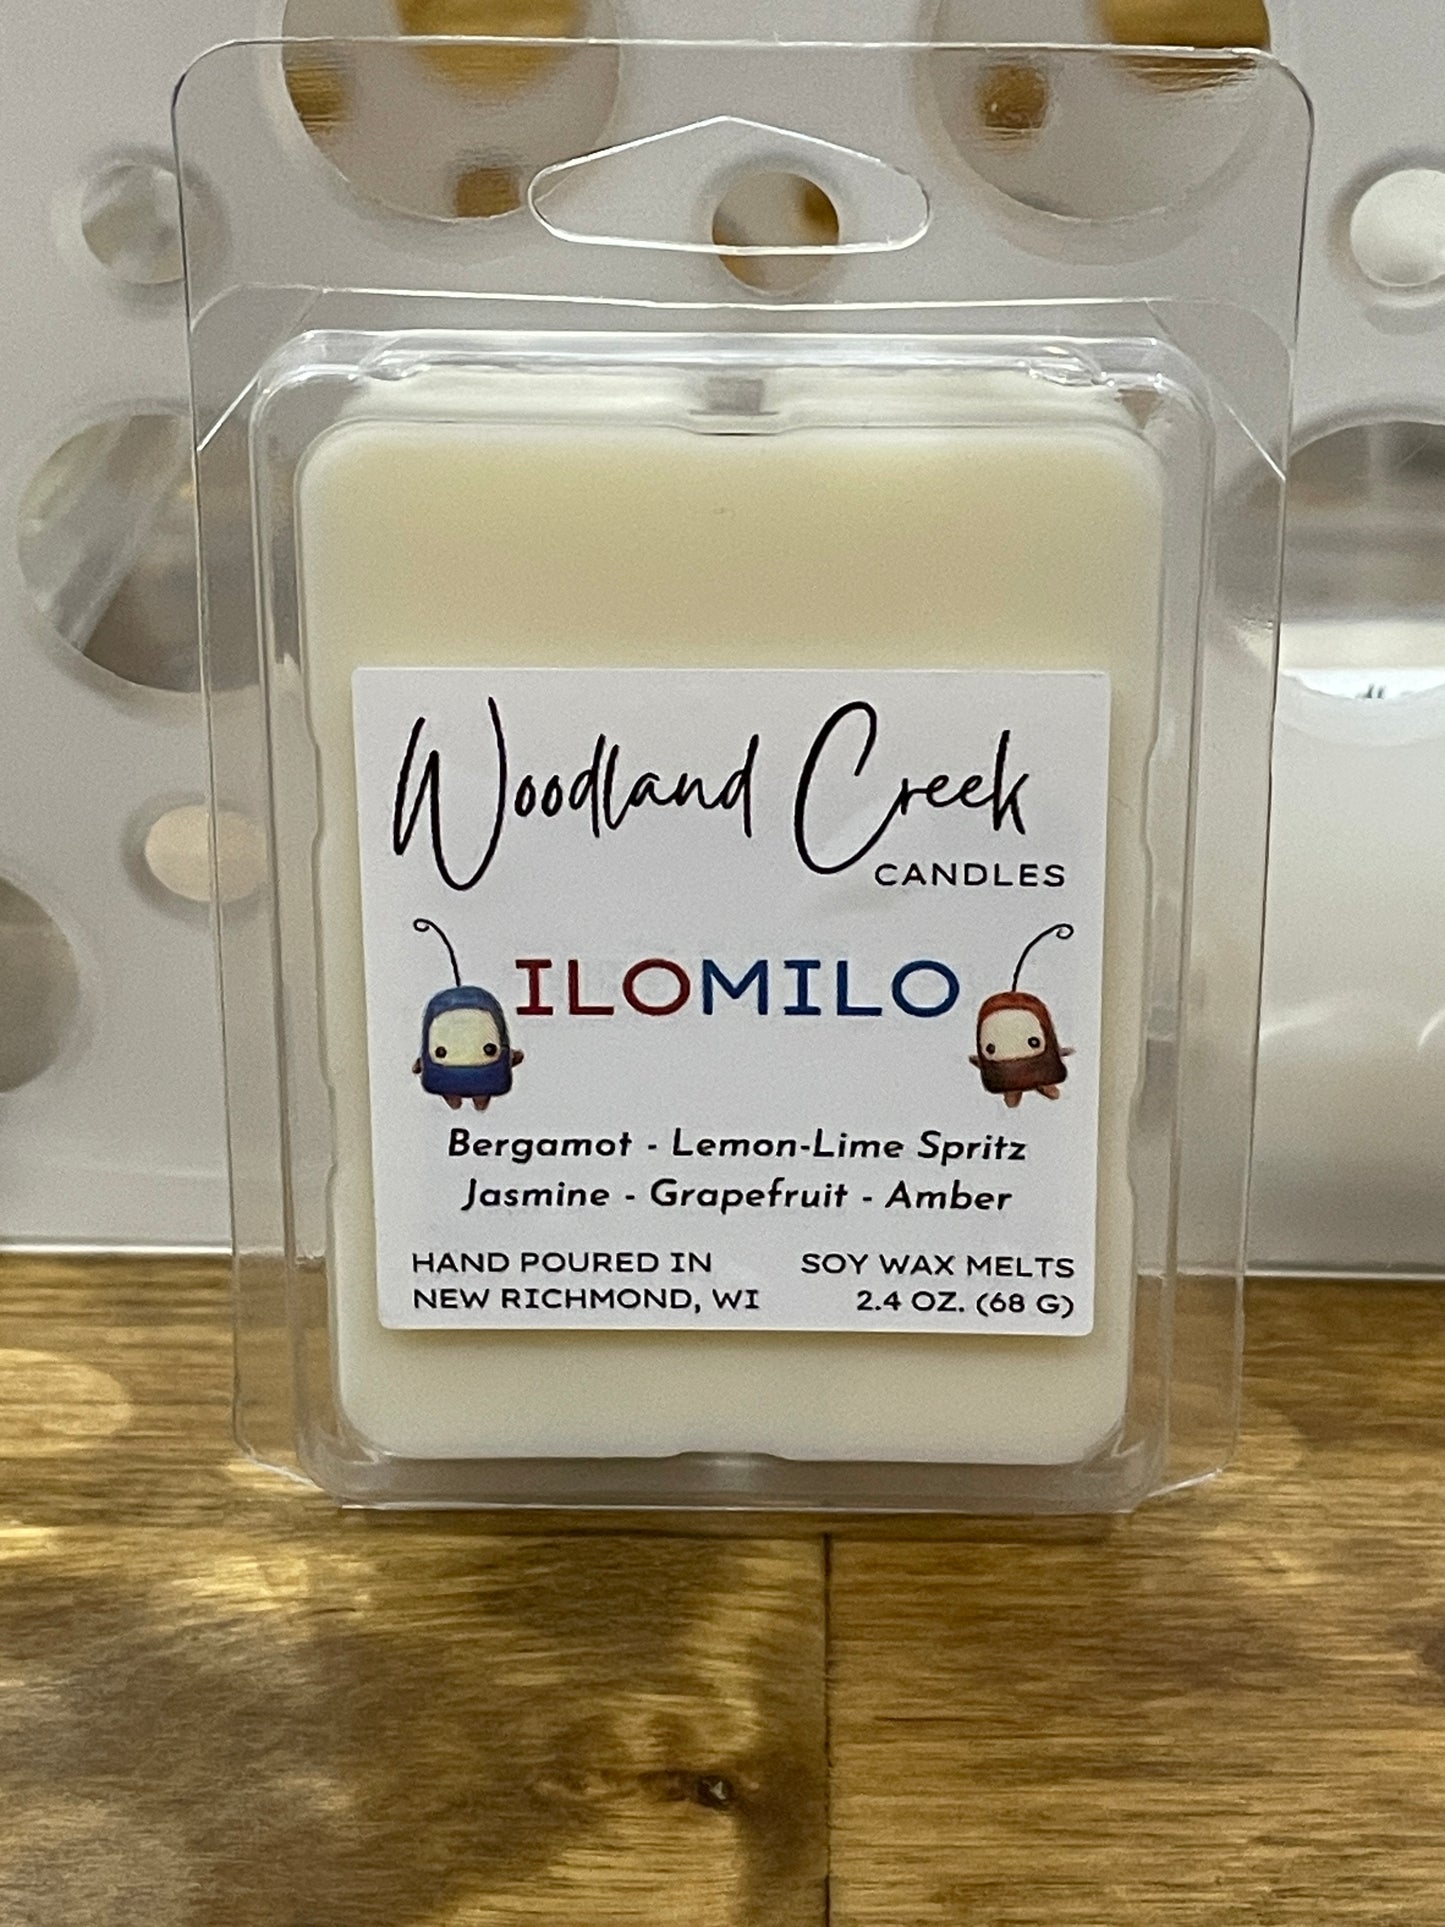 Woodland Creek
CANDLES
ILOMILO
Bergamot - Lemon-Lime Spritz
Jasmine - Grapefruit - Amber
HAND POURED IN
NEW RICHMOND, WI
SOY WAX MELTS
2.4 OZ. (68 G)